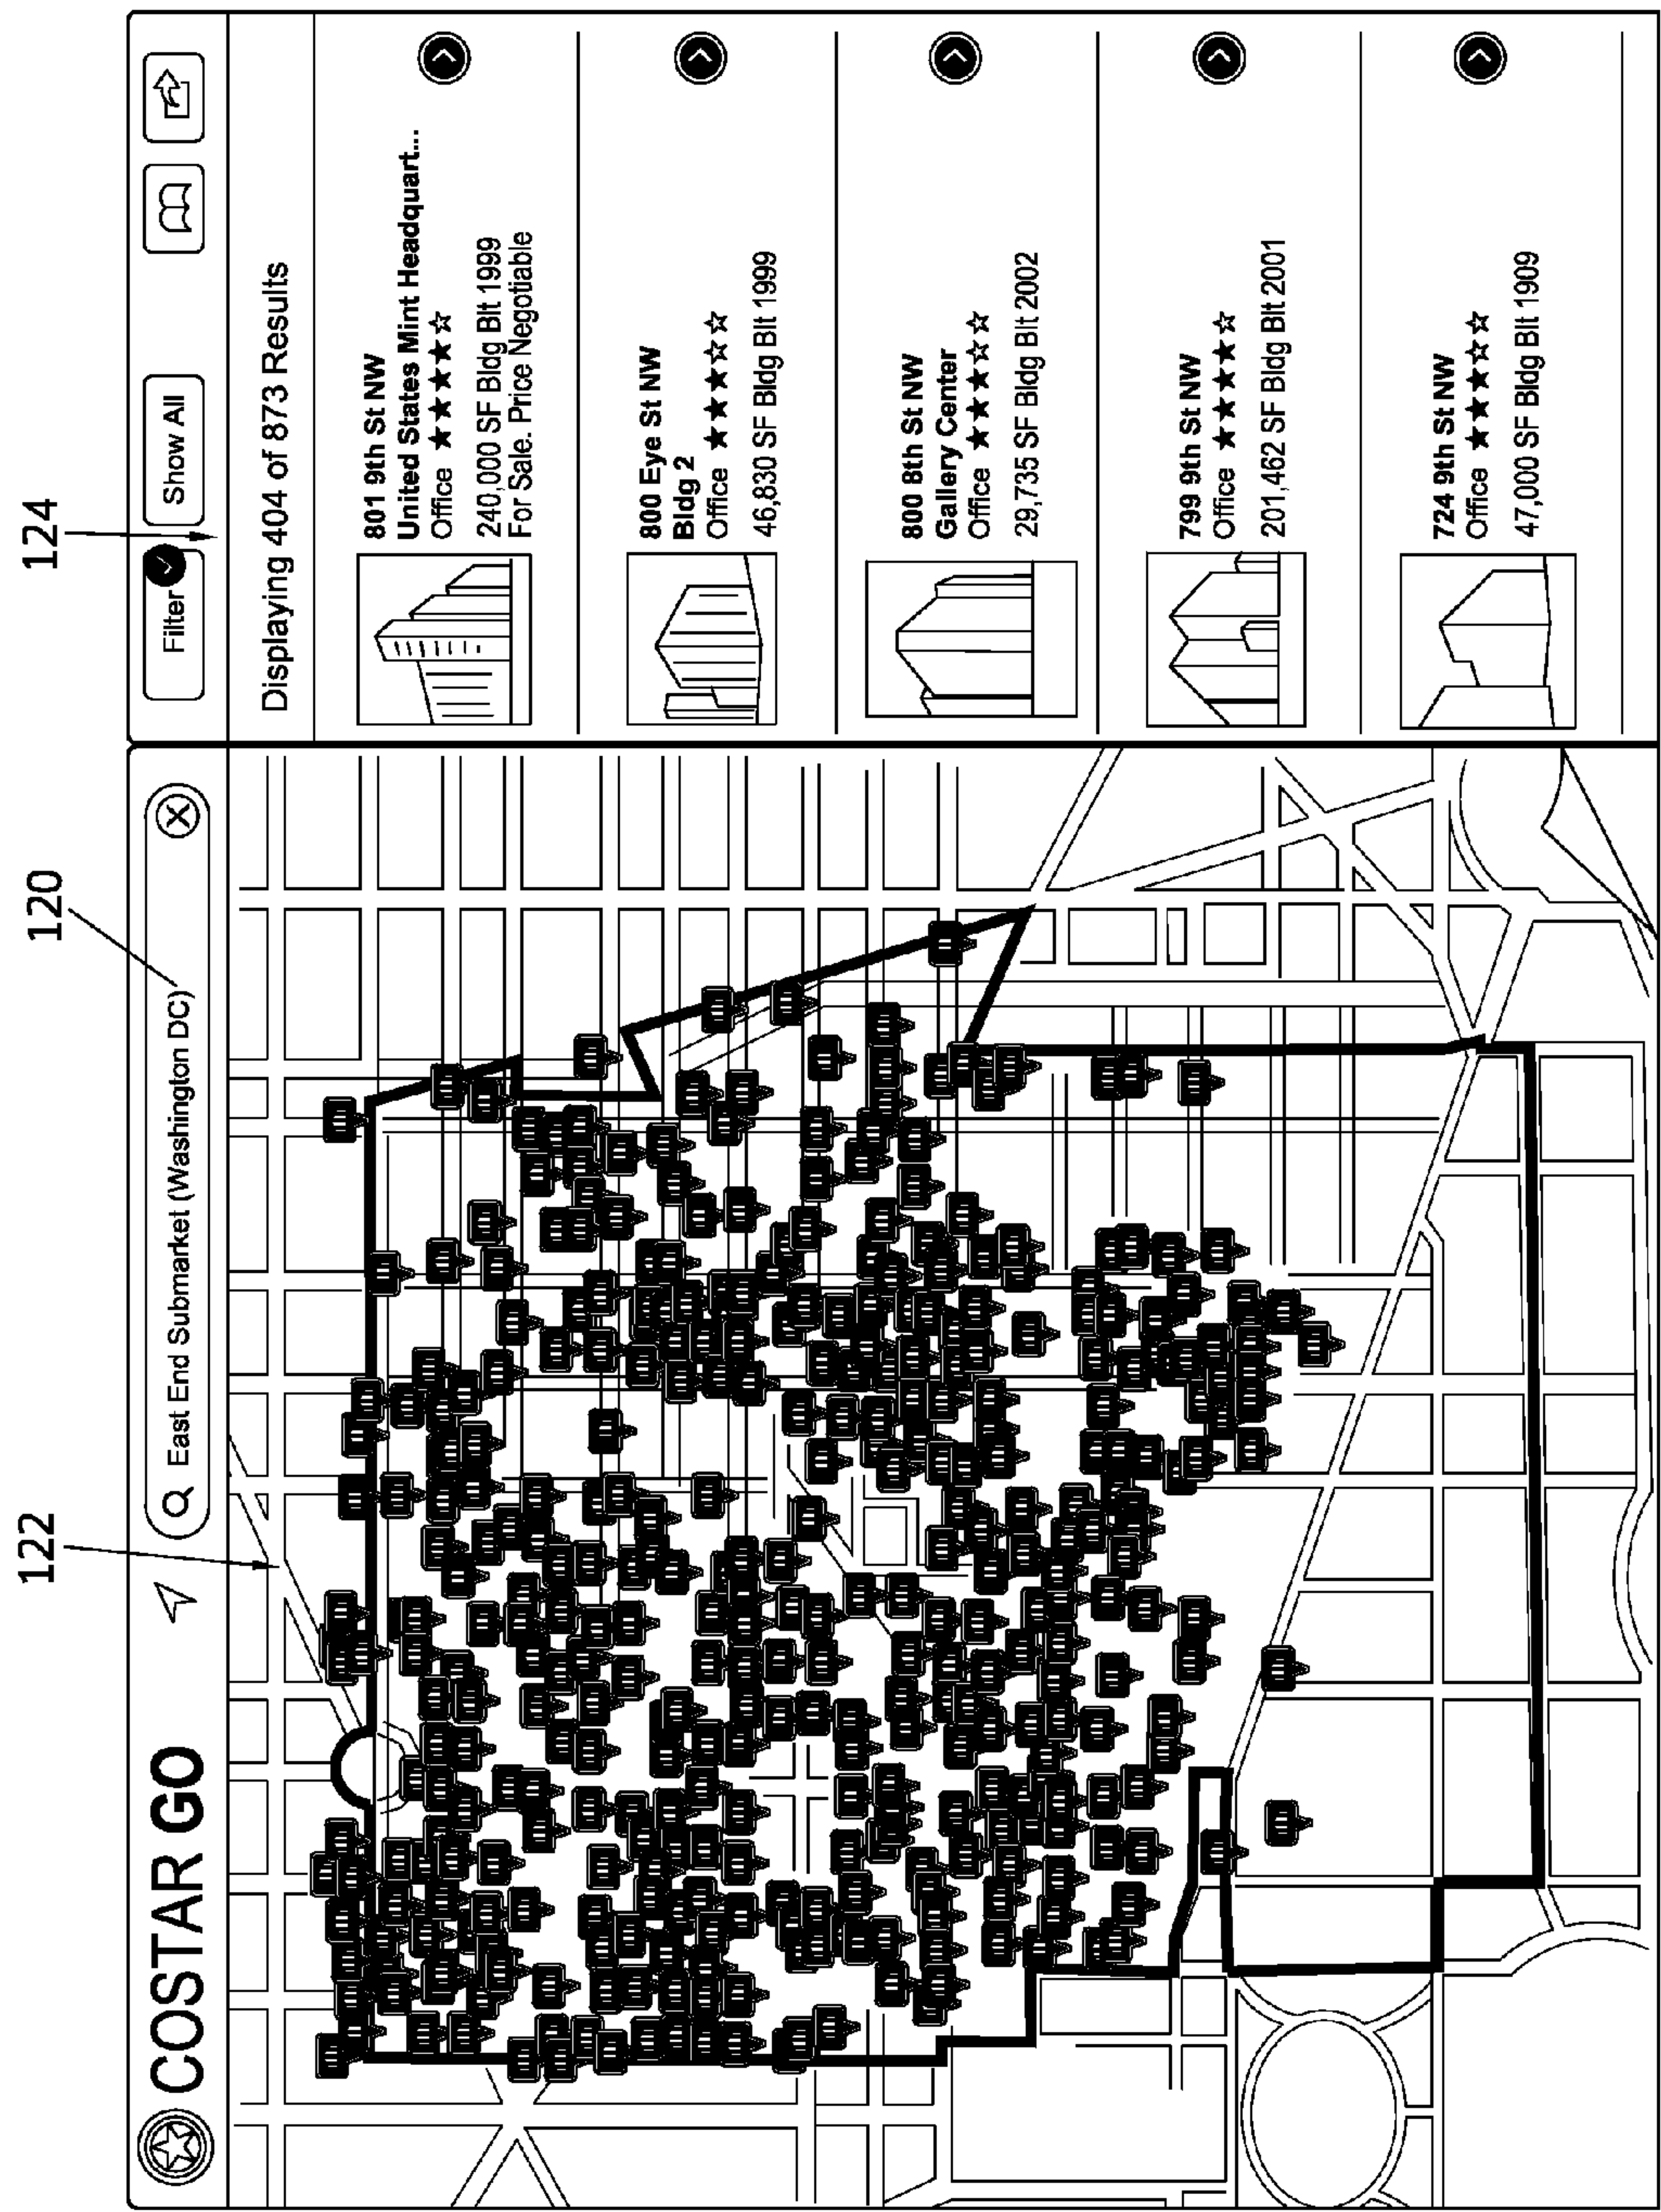 122
120
124
COSTAR GO
East End Submarket (Washington DC)
Filter
Show All
Displaying 404 of 873 Results
801 9th St NW
United States Mint Headquart...
Office ★★★★☆
240,000 SF Bldg Blt 1999
For Sale. Price Negotiable
800 Eye St NW
Bldg 2
Office ★★★☆☆
46,830 SF Bldg Blt 1999
800 8th St NW
Gallery Center
Office ★★★☆☆
29,735 SF Bldg Blt 2002
799 9th St NW
Office ★★★★☆
201,462 SF Bldg Blt 2001
724 9th St NW
Office ★★★☆☆
47,000 SF Bldg Blt 1909